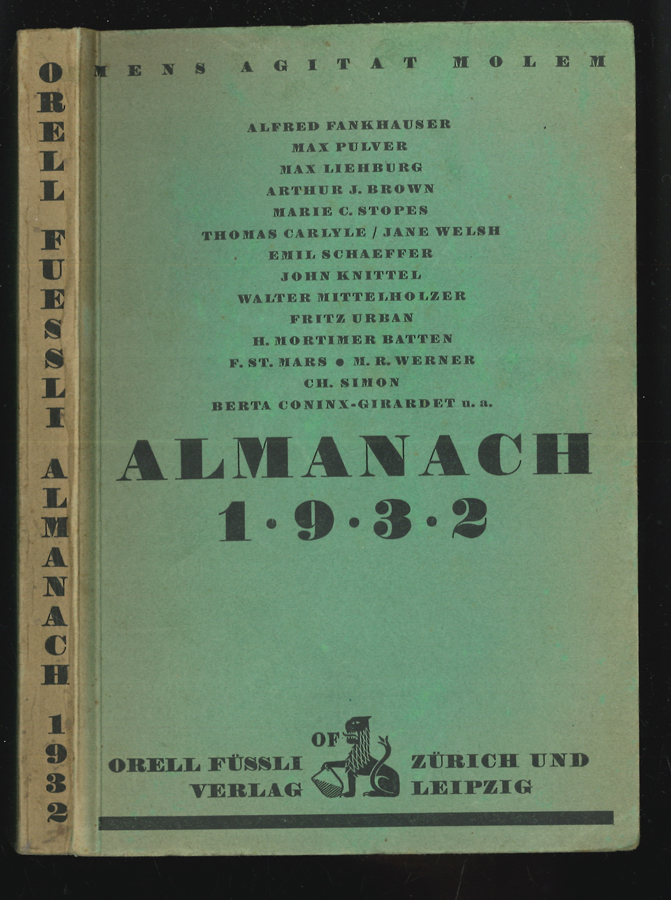 ORELL FUESSLI ALMANACH 1932
MENS AGITAT MOLEM
ALFRED FANKHAUSER
MAX PULVER
MAX LIEHBURG
ARTHUR J. BROWN
MARIE C. STOPES
THOMAS CARLYLE / JANE WELSH
EMIL SCHAEFFER
JOHN KNITTEL
WALTER MITTELHOLZER
FRITZ URBAN
H. MORTIMER BATTEN
F. ST. MARS ● M. R. WERNER
CH. SIMON
BERTA CONINX-GIRARDET u. a.
ALMANACH
1·9·3·2
OF
ORELL FÜSSLI ZÜRICH UND
VERLAG LEIPZIG